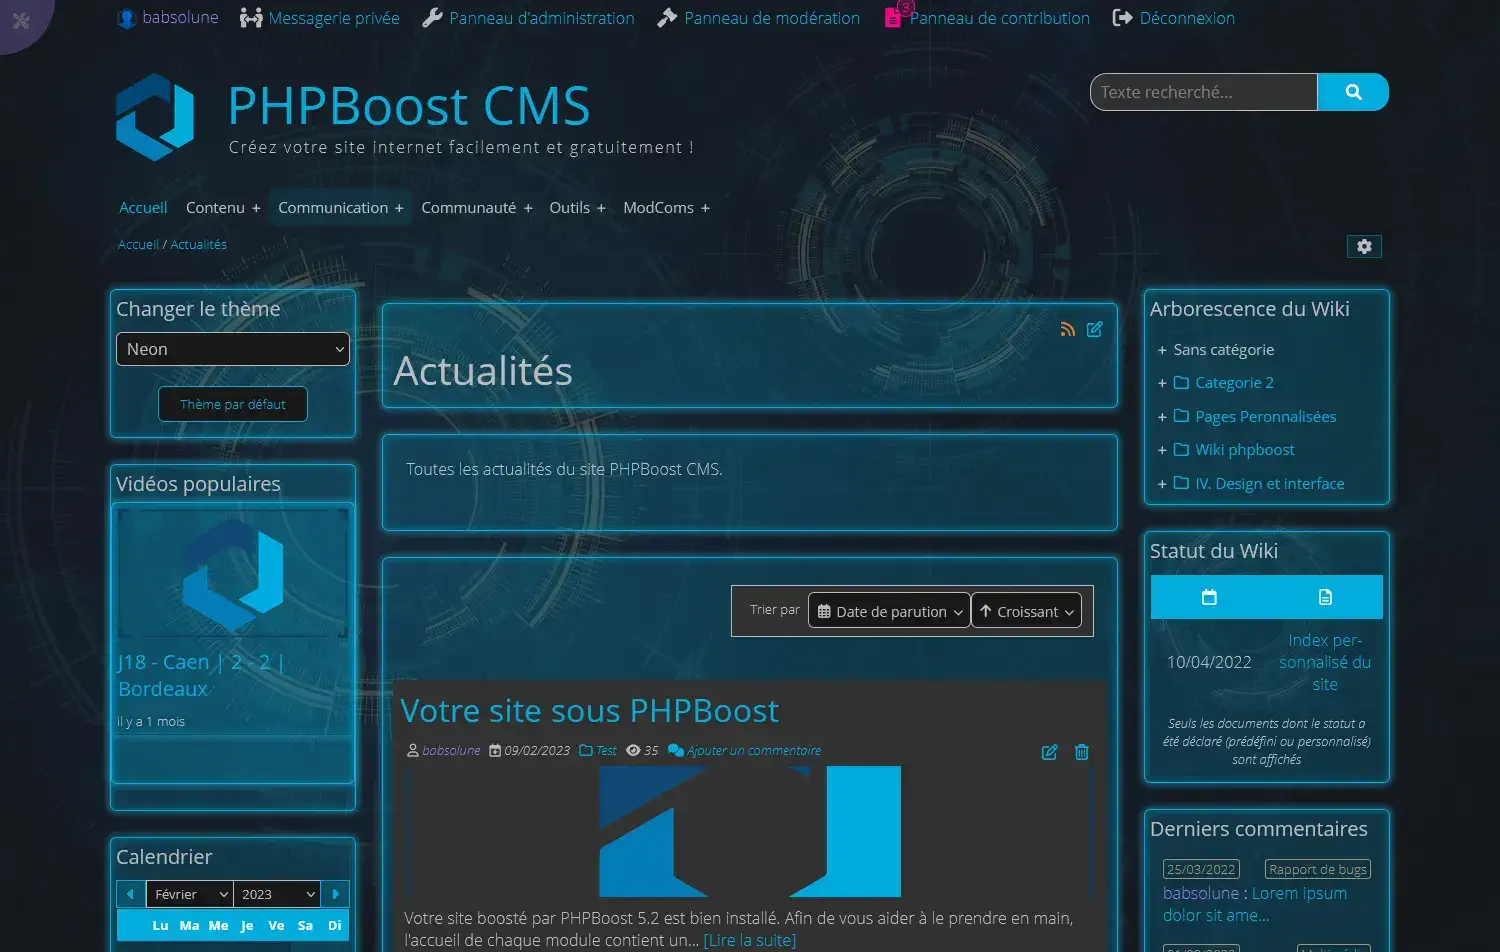 babsolune
Messagerie privée
Panneau d'administration
Panneau de modération
3
Panneau de contribution
Déconnexion
PHPBoost CMS
Créez votre site internet facilement et gratuitement !
Texte recherché...
Accueil
Contenu +
Communication +
Communauté +
Outils +
ModComs +
Accueil / Actualités
Changer le thème
Neon
Thème par défaut
Vidéos populaires
J18 - Caen | 2 - 2 |
Bordeaux
il y a 1 mois
Calendrier
Février
2023
Lu Ma Me Je Ve Sa Di
Actualités
Toutes les actualités du site PHPBoost CMS.
Trier par
Date de parution
Croissant
Votre site sous PHPBoost
babsolune 09/02/2023 Test 35 Ajouter un commentaire
Votre site boosté par PHPBoost 5.2 est bien installé. Afin de vous aider à le prendre en main,
l'accueil de chaque module contient un... [Lire la suite]
Arborescence du Wiki
+ Sans catégorie
+ Categorie 2
+ Pages Peronnalisées
+ Wiki phpboost
+ IV. Design et interface
Statut du Wiki
10/04/2022
Index per-
sonnalisé du
site
Seuls les documents dont le statut a
été déclaré (prédéfini ou personnalisé)
sont affichés
Derniers commentaires
25/03/2022
Rapport de bugs
babsolune : Lorem ipsum
dolor sit ame...